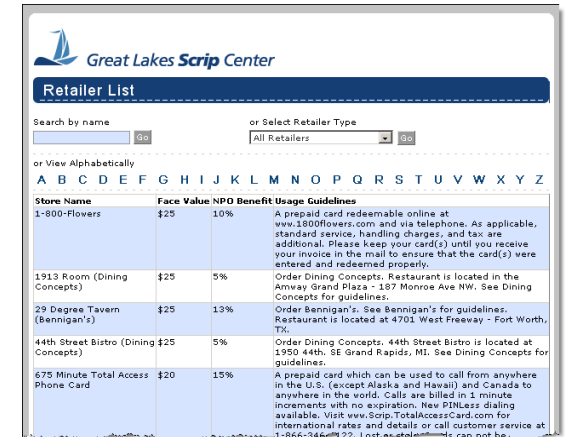 Great Lakes Scrip Center
Retailer List
Search by name
or Select Retailer Type
Go
All Retailers
Go
or View Alphabetically
A B C D E F G H I J K L M N O P Q R S T U V W X Y Z
Store Name Face Value NPO Benefit Usage Guidelines
1-800-Flowers $25 10% A prepaid card redeemable online at
www.1800flowers.com and via telephone. As applicable,
standard service, handling charges, and tax are
additional. Please keep your card(s) until you receive
your invoice in the mail to ensure that the card(s) were
entered and redeemed properly.
1913 Room (Dining $25 5% Order Dining Concepts. Restaurant is located in the
Concepts) Amway Grand Plaza - 187 Monroe Ave NW. See Dining
Concepts for guidelines.
29 Degree Tavern $25 13% Order Bennigan's. See Bennigan's for guidelines.
(Bennigan's) Restaurant is located at 4701 West Freeway - Fort Worth,
TX.
44th Street Bistro (Dining $25 5% Order Dining Concepts. 44th Street Bistro is located at
Concepts) 1950 44th. SE Grand Rapids, MI. See Dining Concepts for
guidelines.
675 Minute Total Access $20 15% A prepaid card which can be used to call from anywhere
Phone Card in the U.S. (except Alaska and Hawaii) and Canada to
anywhere in the world. Calls are billed in 1 minute
increments with no expiration. New PINLess dialing
available. Visit www.Scrip.TotalAccessCard.com for
international rates and details or call customer service at
Lost or cards can not be